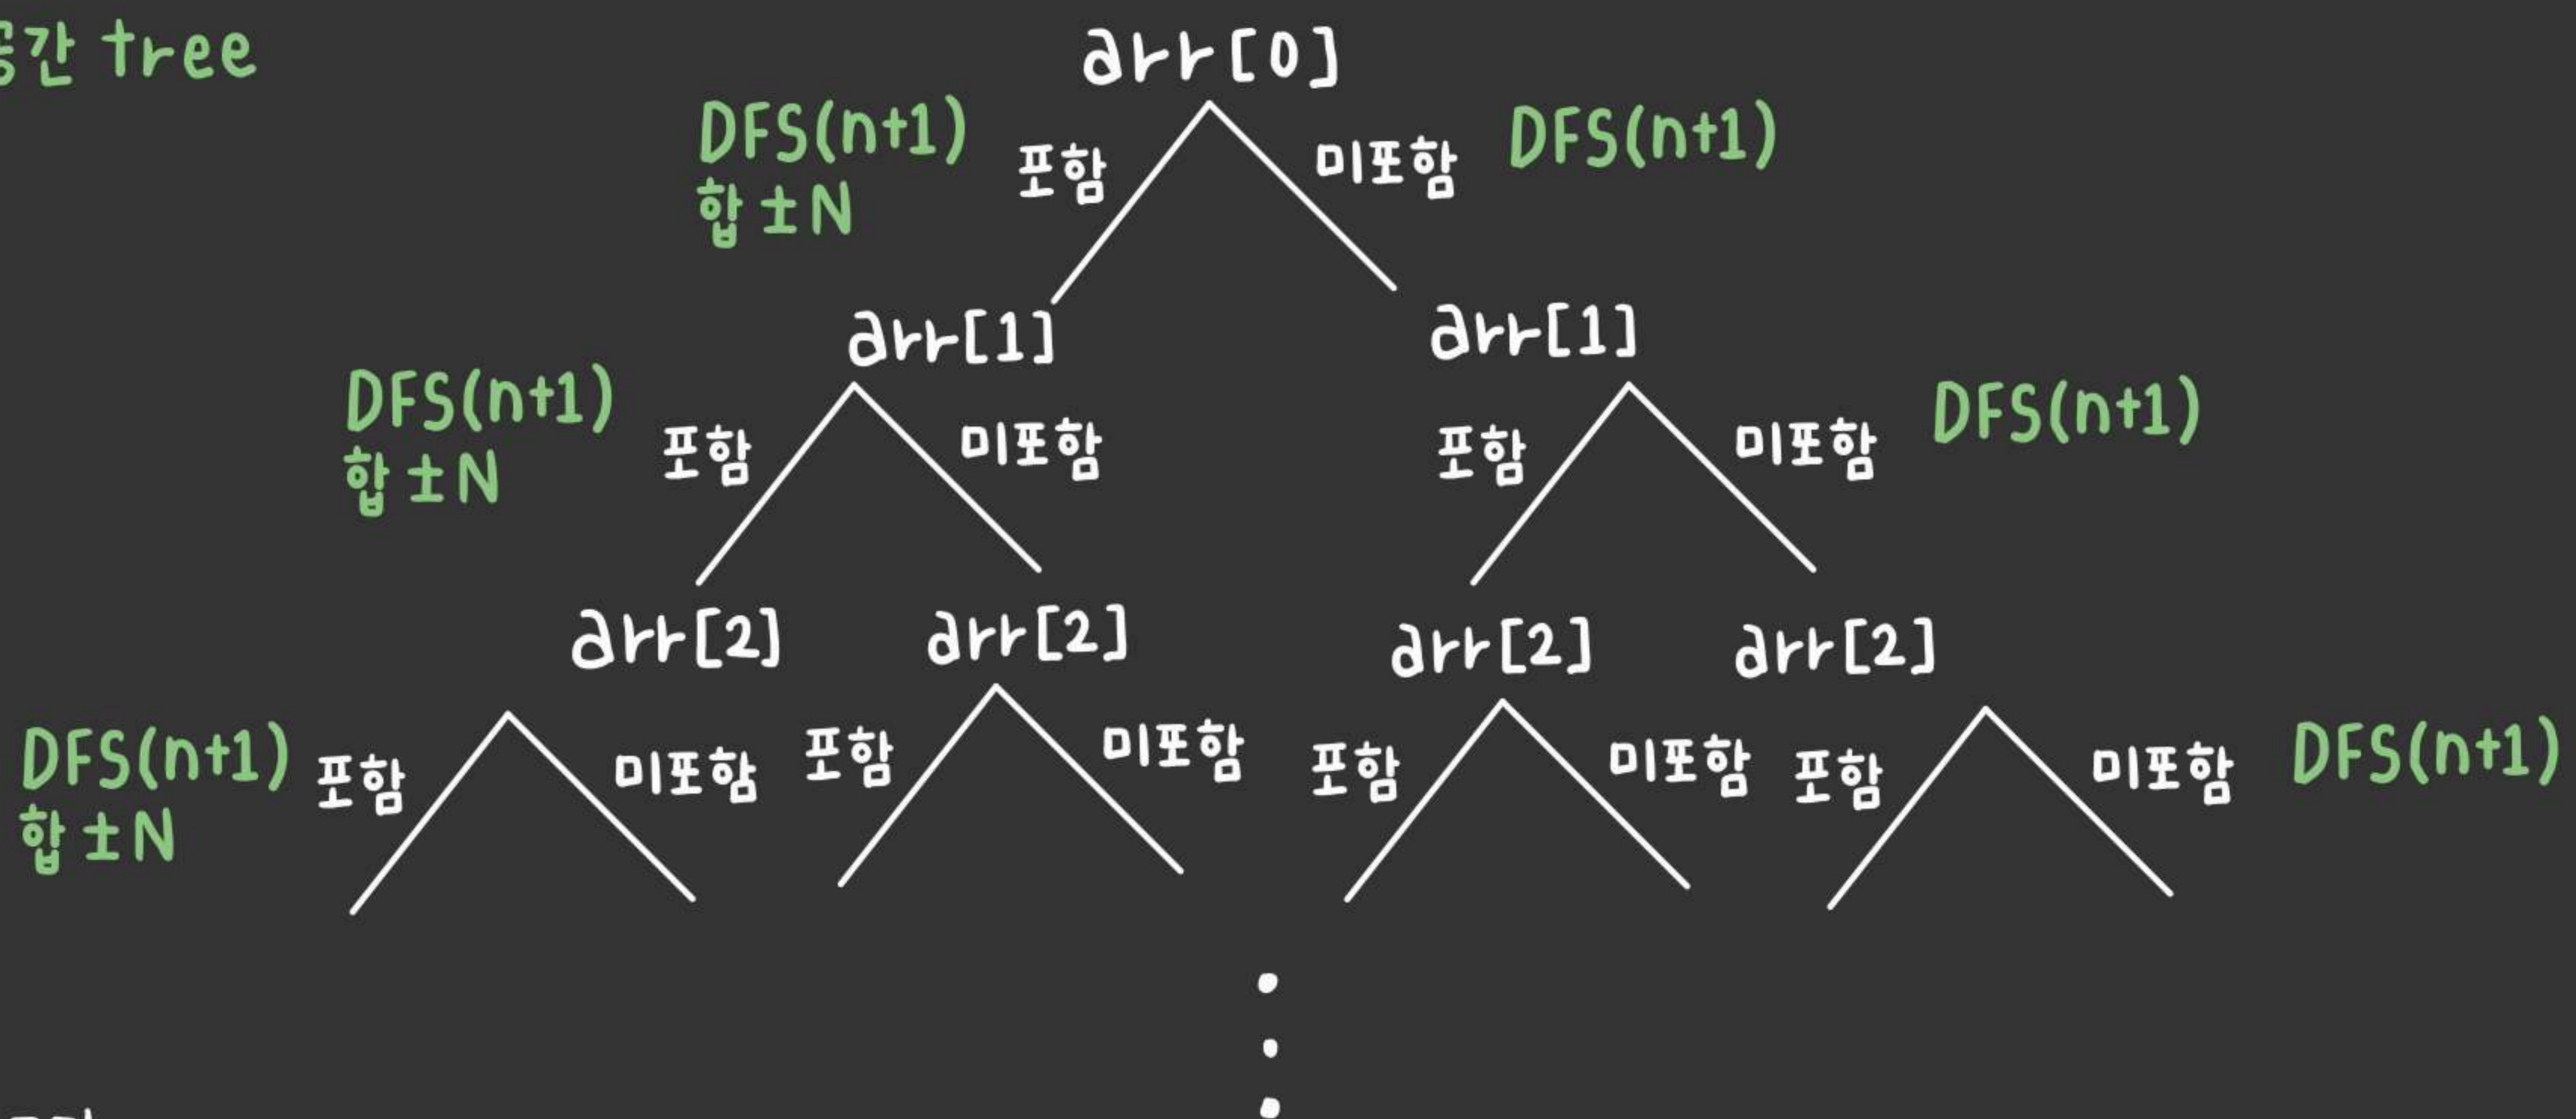 tree
arr[0]
DFS(n+1) 포함 미포함 DFS(n+1)
합 ±N
arr[1] arr[1]
DFS(n+1) 포함 미포함 포함 미포함 DFS(n+1)
합 ±N
arr[2] arr[2] arr[2] arr[2]
DFS(n+1) 포함 미포함 포함 미포함 포함 미포함 포함 미포함 DFS(n+1)
합 ±N